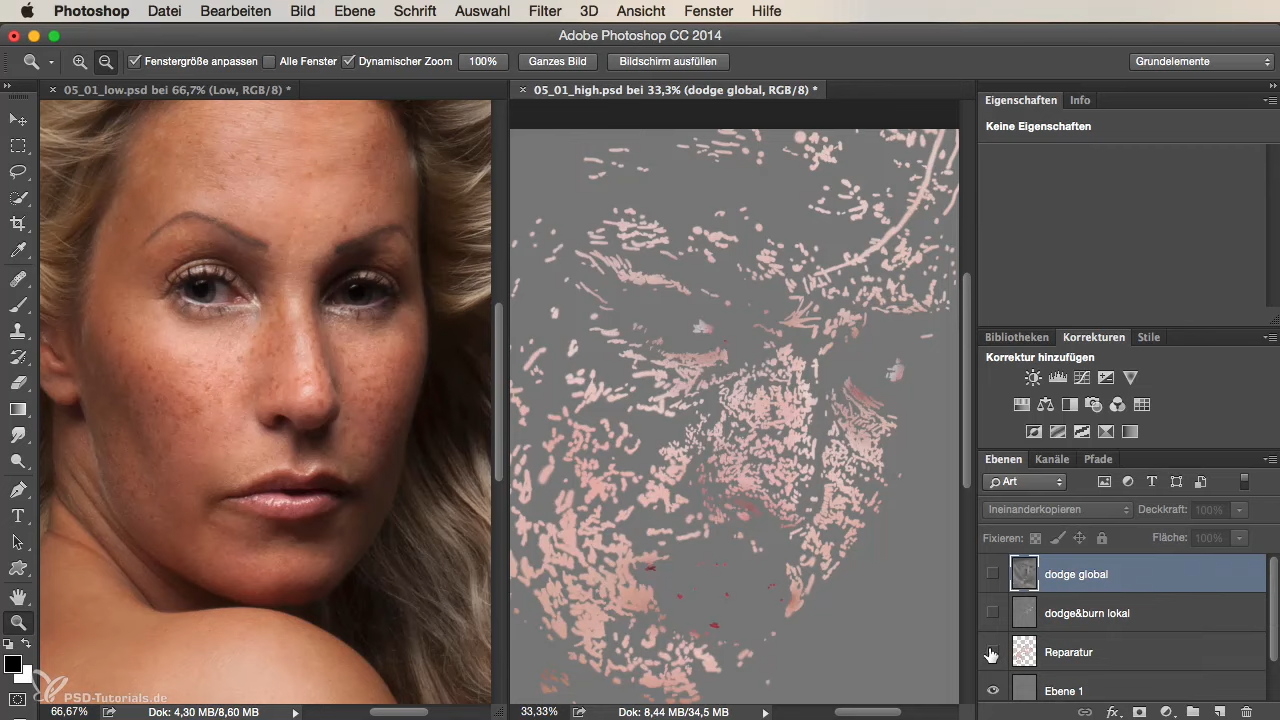 Photoshop Datei Bearbeiten Bild Ebene Schrift Auswahl Filter 3D Ansicht Fenster Hilfe
Adobe Photoshop CC 2014
Fenstergröße anpassen Alle Fenster Dynamischer Zoom 100% Ganzes Bild Bildschirm ausfüllen Grundelemente
05_01_low.psd bei 66,7% (Low, RGB/8) * 05_01_high.psd bei 33,3% (dodge global, RGB/8) *
Eigenschaften Info
Keine Eigenschaften
Bibliotheken Korrekturen Stile
Korrektur hinzufügen
Ebenen Kanäle Pfade
Art
Ineinanderkopieren Deckkraft: 100%
Fixieren: Fläche: 100%
dodge global
dodge&burn lokal
Reparatur
Ebene 1
PSD-Tutorials.de
66,67% Dok: 4,30 MB/8,60 MB 33,33% Dok: 8,44 MB/34,5 MB